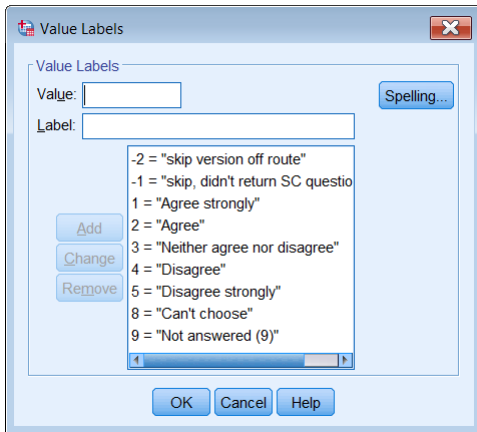 Value Labels
Value Labels
Value:
Spelling...
Label:
-2 = "skip version off route"
-1 = "skip, didn't return SC questio
1 = "Agree strongly"
Add
2 = "Agree"
3 = "Neither agree nor disagree"
Change
4 = "Disagree"
Remove
5 = "Disagree strongly"
8 = "Can't choose"
9 = "Not answered (9)"
OK Cancel Help